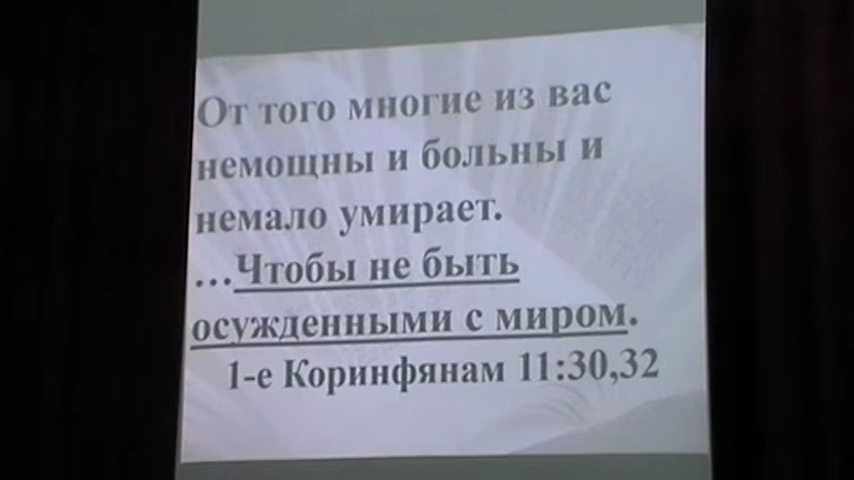 От того многие из вас
немощны и больны и
немало умирает.
...Чтобы не быть
осужденными с миром.
1-е Коринфянам 11:30,32